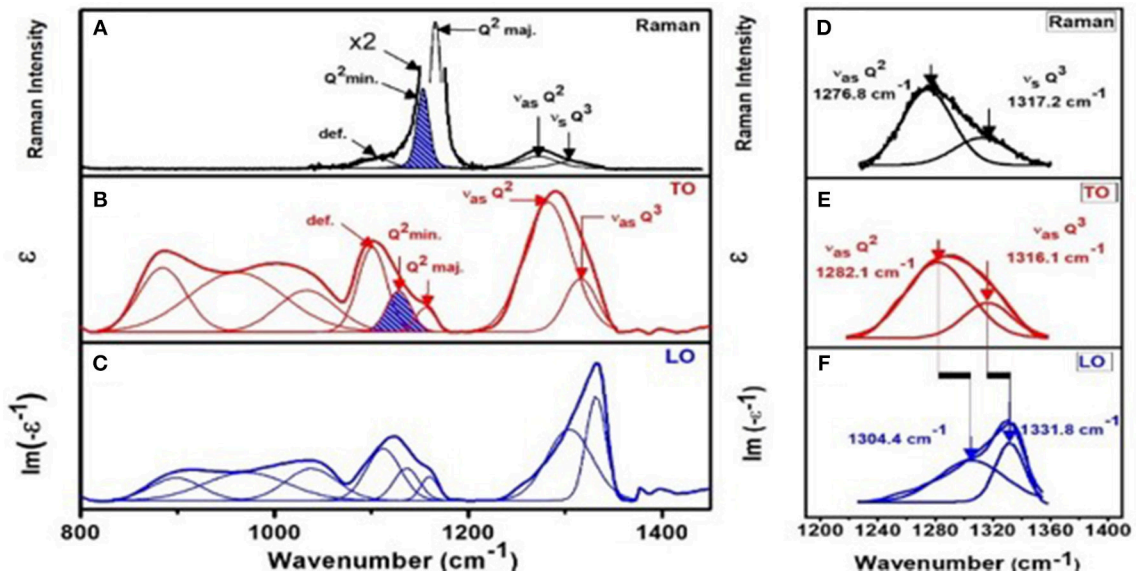 A
Raman
Raman Intensity
x2
Q² maj.
Q²min.
def.
νas Q²
νs Q³
B
TO
ε
νas Q²
νas Q³
def.
Q²min.
Q² maj.
C
LO
Im(-ε⁻¹)
800 1000 1200 1400
Wavenumber (cm⁻¹)
D
Raman
Raman Intensity
νas Q²
1276.8 cm⁻¹
νs Q³
1317.2 cm⁻¹
E
TO
ε
νas Q²
1282.1 cm⁻¹
νas Q³
1316.1 cm⁻¹
F
LO
Im (-ε⁻¹)
1304.4 cm⁻¹
1331.8 cm⁻¹
1200 1240 1280 1320 1360 1400
Wavenumber (cm⁻¹)